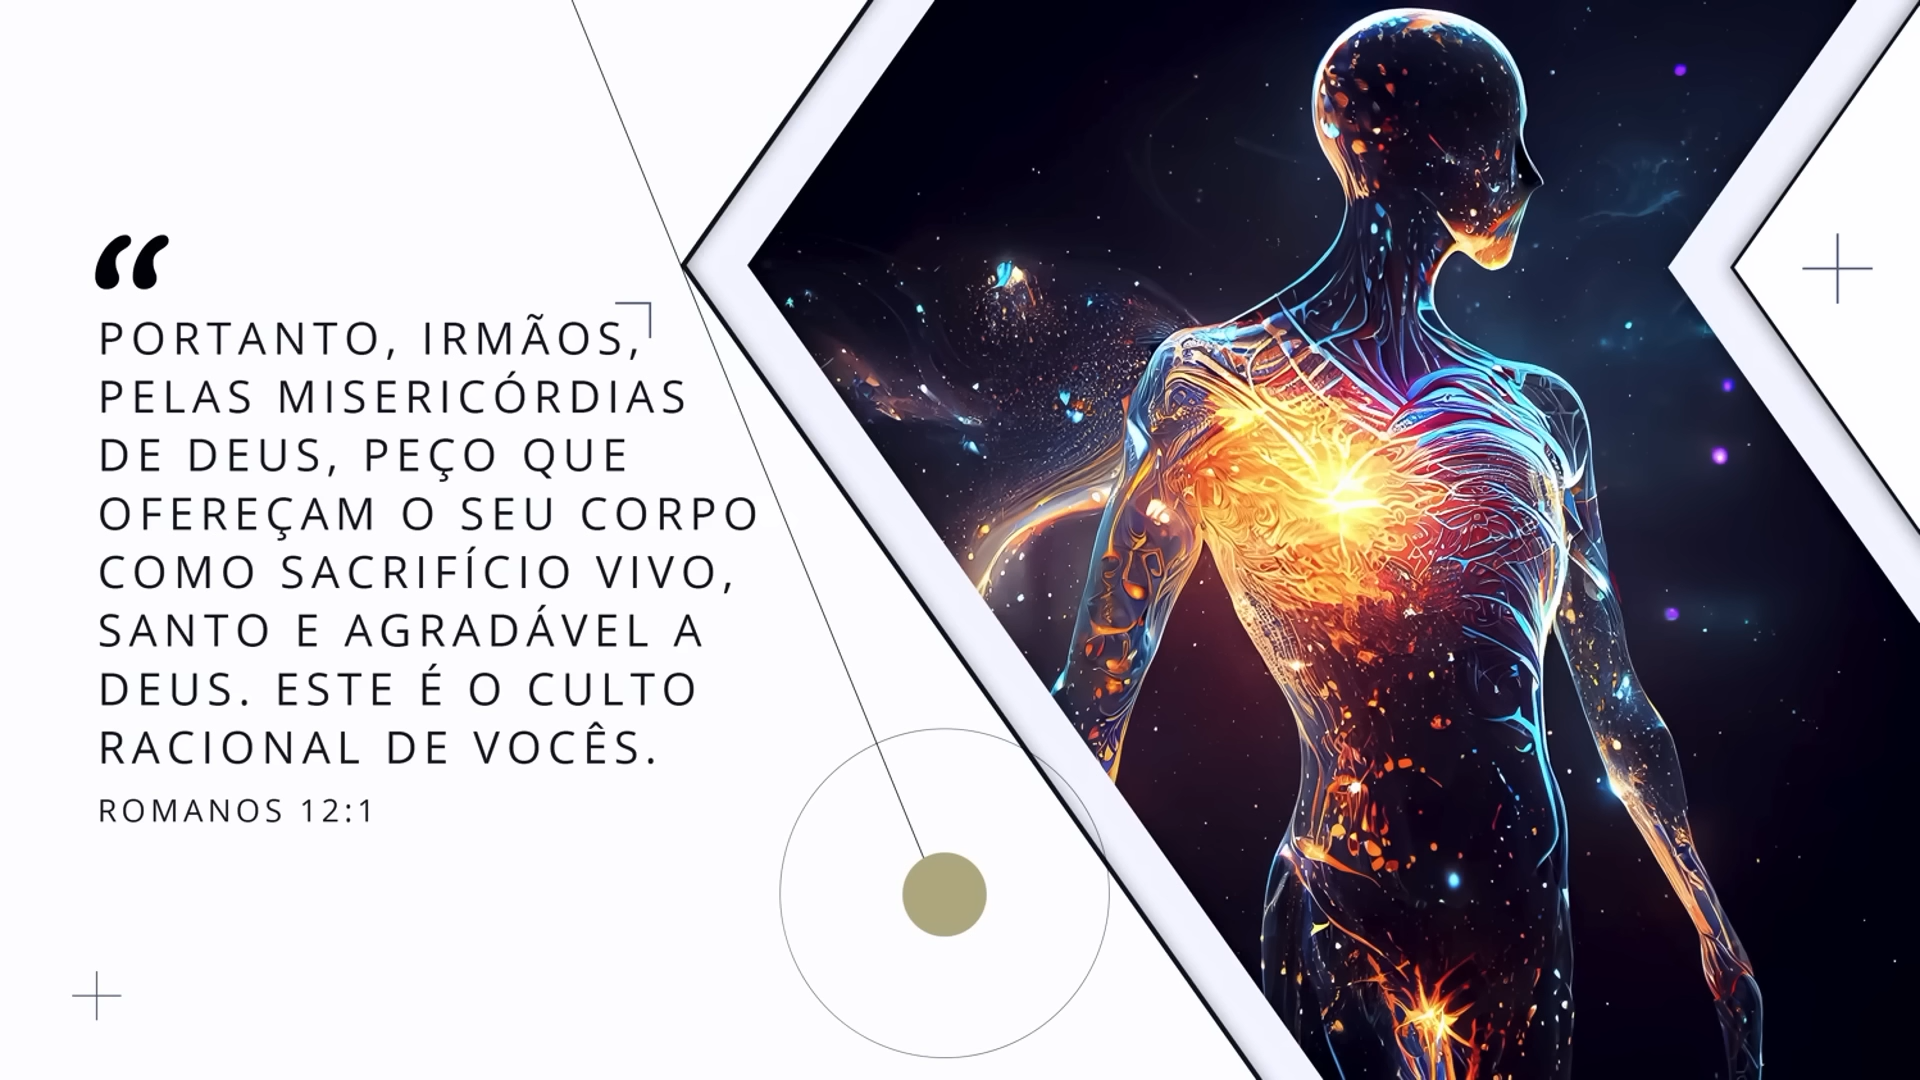 “
PORTANTO, IRMÃOS,
PELAS MISERICÓRDIAS
DE DEUS, PEÇO QUE
OFEREÇAM O SEU CORPO
COMO SACRIFÍCIO VIVO,
SANTO E AGRADÁVEL A
DEUS. ESTE É O CULTO
RACIONAL DE VOCÊS.
ROMANOS 12:1